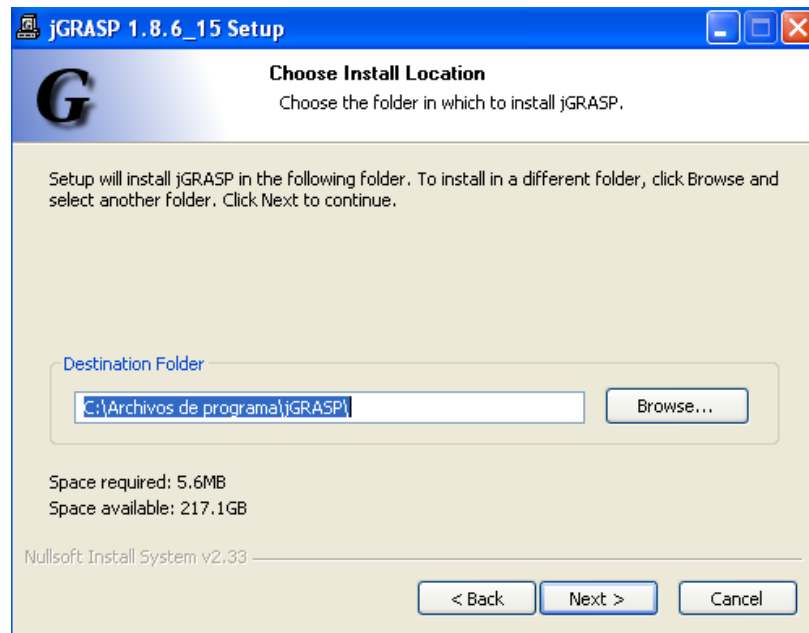 jGRASP 1.8.6_15 Setup
G
Choose Install Location
Choose the folder in which to install jGRASP.
Setup will install jGRASP in the following folder. To install in a different folder, click Browse and
select another folder. Click Next to continue.
Destination Folder
C:\Archivos de programa\jGRASP\
Browse...
Space required: 5.6MB
Space available: 217.1GB
Nullsoft Install System v2.33
< Back Next > Cancel